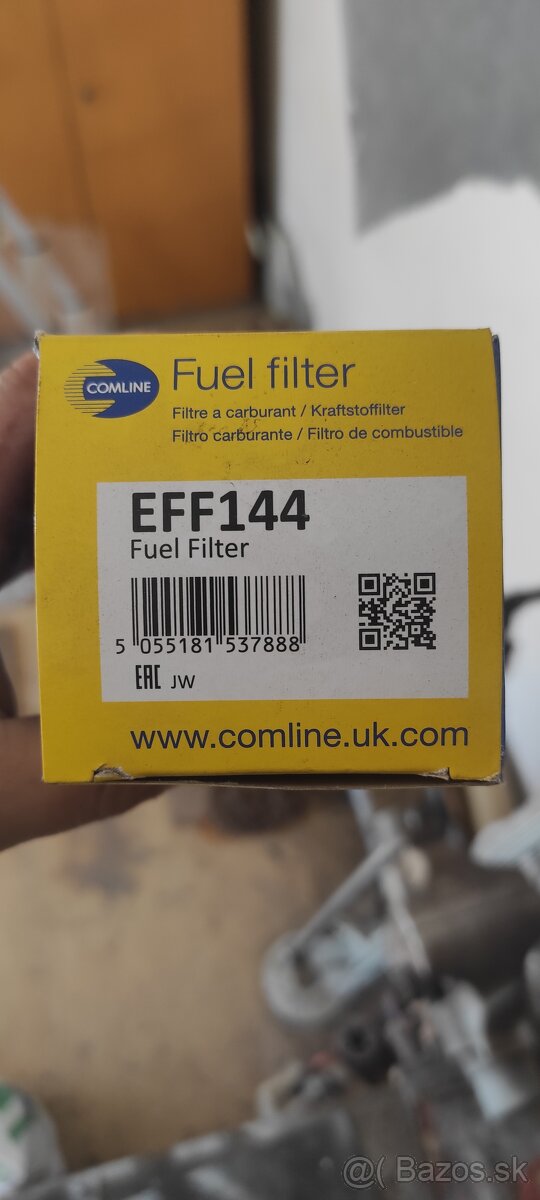 COMLINE
Fuel filter
Filtre a carburant / Kraftstoffilter
Filtro carburante / Filtro de combustible
EFF144
Fuel Filter
5 055181 537888
EAC JW
www.comline.uk.com
@( Bazos.sk